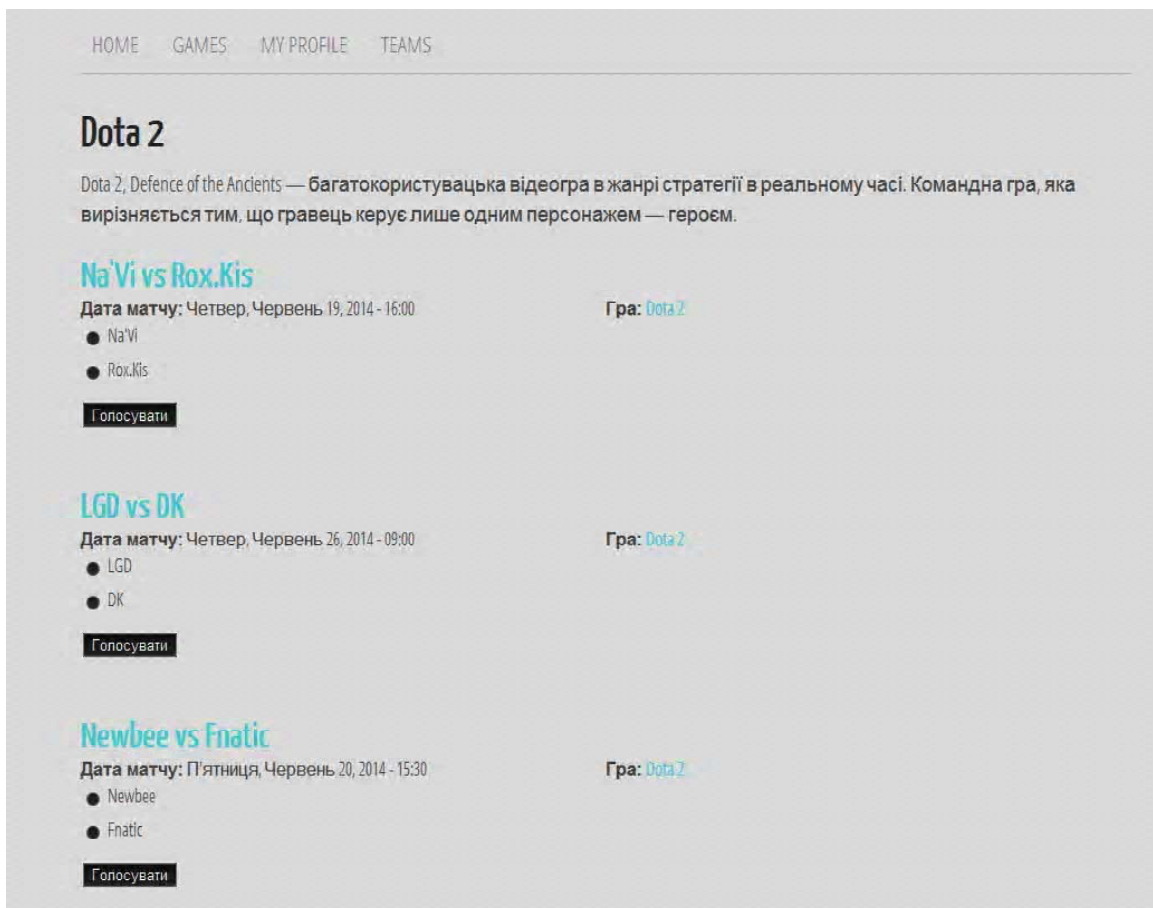 HOME GAMES MY PROFILE TEAMS
Dota 2
Dota 2, Defence of the Ancients — багатокористувацька відеогра в жанрі стратегії в реальному часі. Командна гра, яка
вирізняється тим, що гравець керує лише одним персонажем — героєм.
Na'Vi vs Rox.Kis
Дата матчу: Четвер, Червень 19, 2014 - 16:00 Гра: Dota 2
Na'Vi
Rox.Kis
Голосувати
LGD vs DK
Дата матчу: Четвер, Червень 26, 2014 - 09:00 Гра: Dota 2
LGD
DK
Голосувати
Newbee vs Fnatic
Дата матчу: П'ятниця, Червень 20, 2014 - 15:30 Гра: Dota 2
Newbee
Fnatic
Голосувати